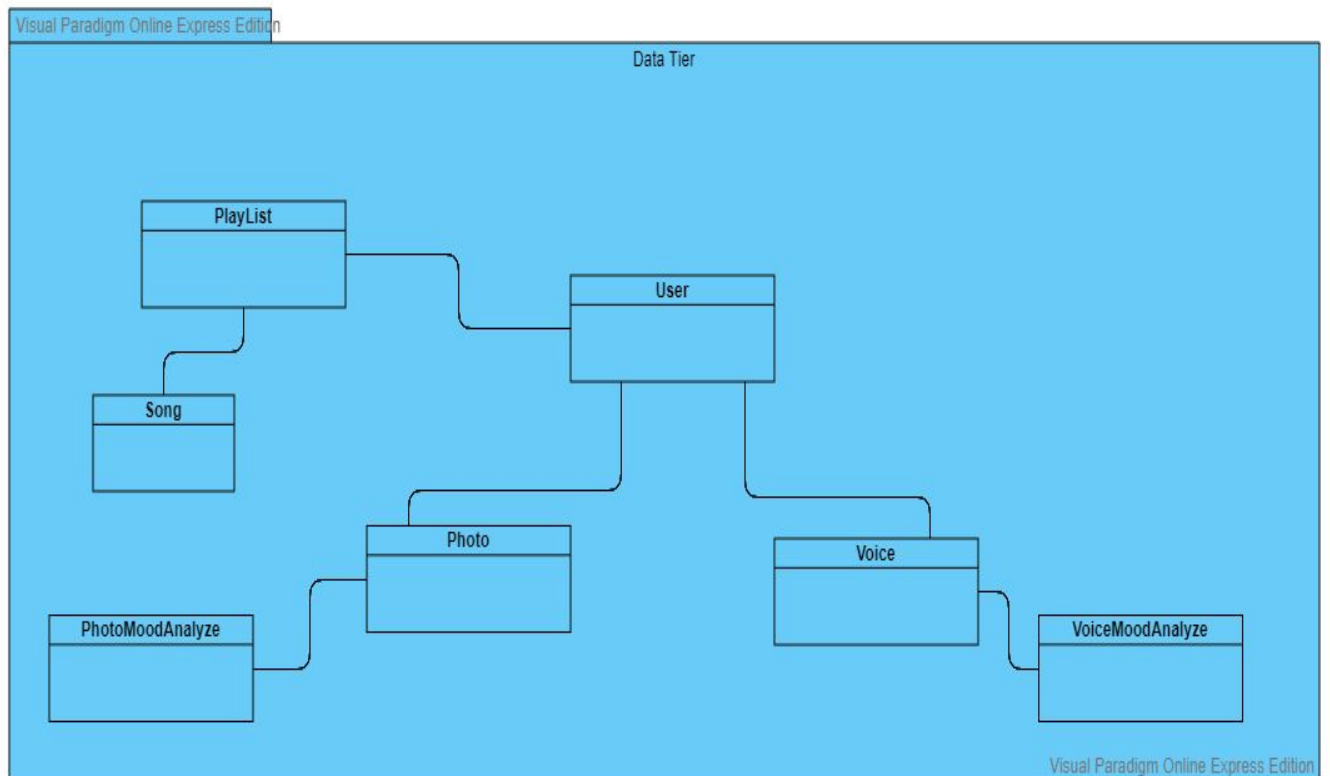 Visual Paradigm Online Express Edition
Data Tier
PlayList
User
Song
Photo
Voice
PhotoMoodAnalyze
VoiceMoodAnalyze
Visual Paradigm Online Express Edition